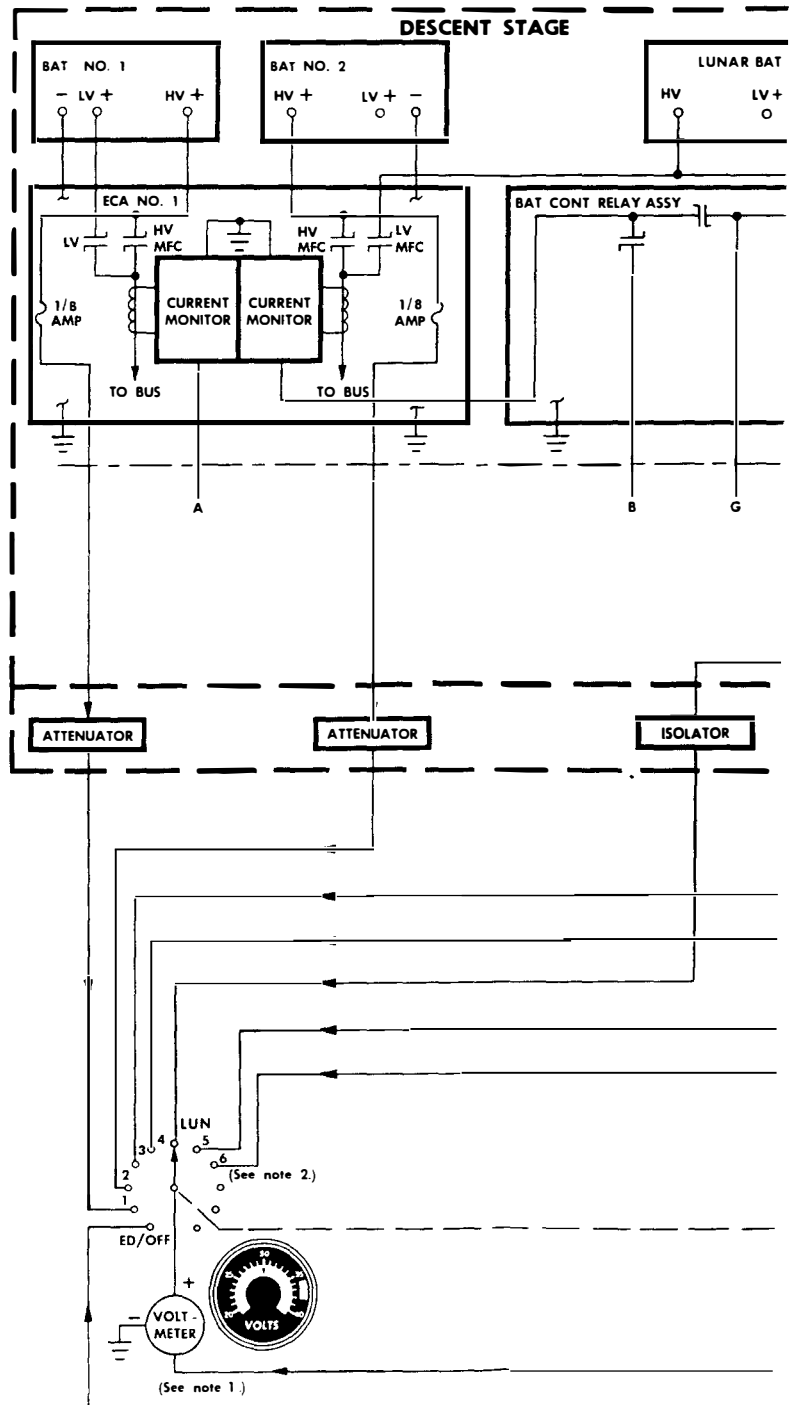 DESCENT STAGE
BAT NO. 1
- LV + HV +
BAT NO. 2
HV + LV + -
LUNAR BAT
HV LV +
ECA NO. 1
LV
HV
MFC
HV
MFC
LV
MFC
BAT CONT RELAY ASSY
1/8
AMP
CURRENT
MONITOR
CURRENT
MONITOR
1/8
AMP
TO BUS
TO BUS
A
B
G
ATTENUATOR
ATTENUATOR
ISOLATOR
LUN
4
3
5
6
(See note 2.)
2
1
ED/OFF
+
-
VOLT-
METER
30
V
20
40
VOLTS
(See note 1.)